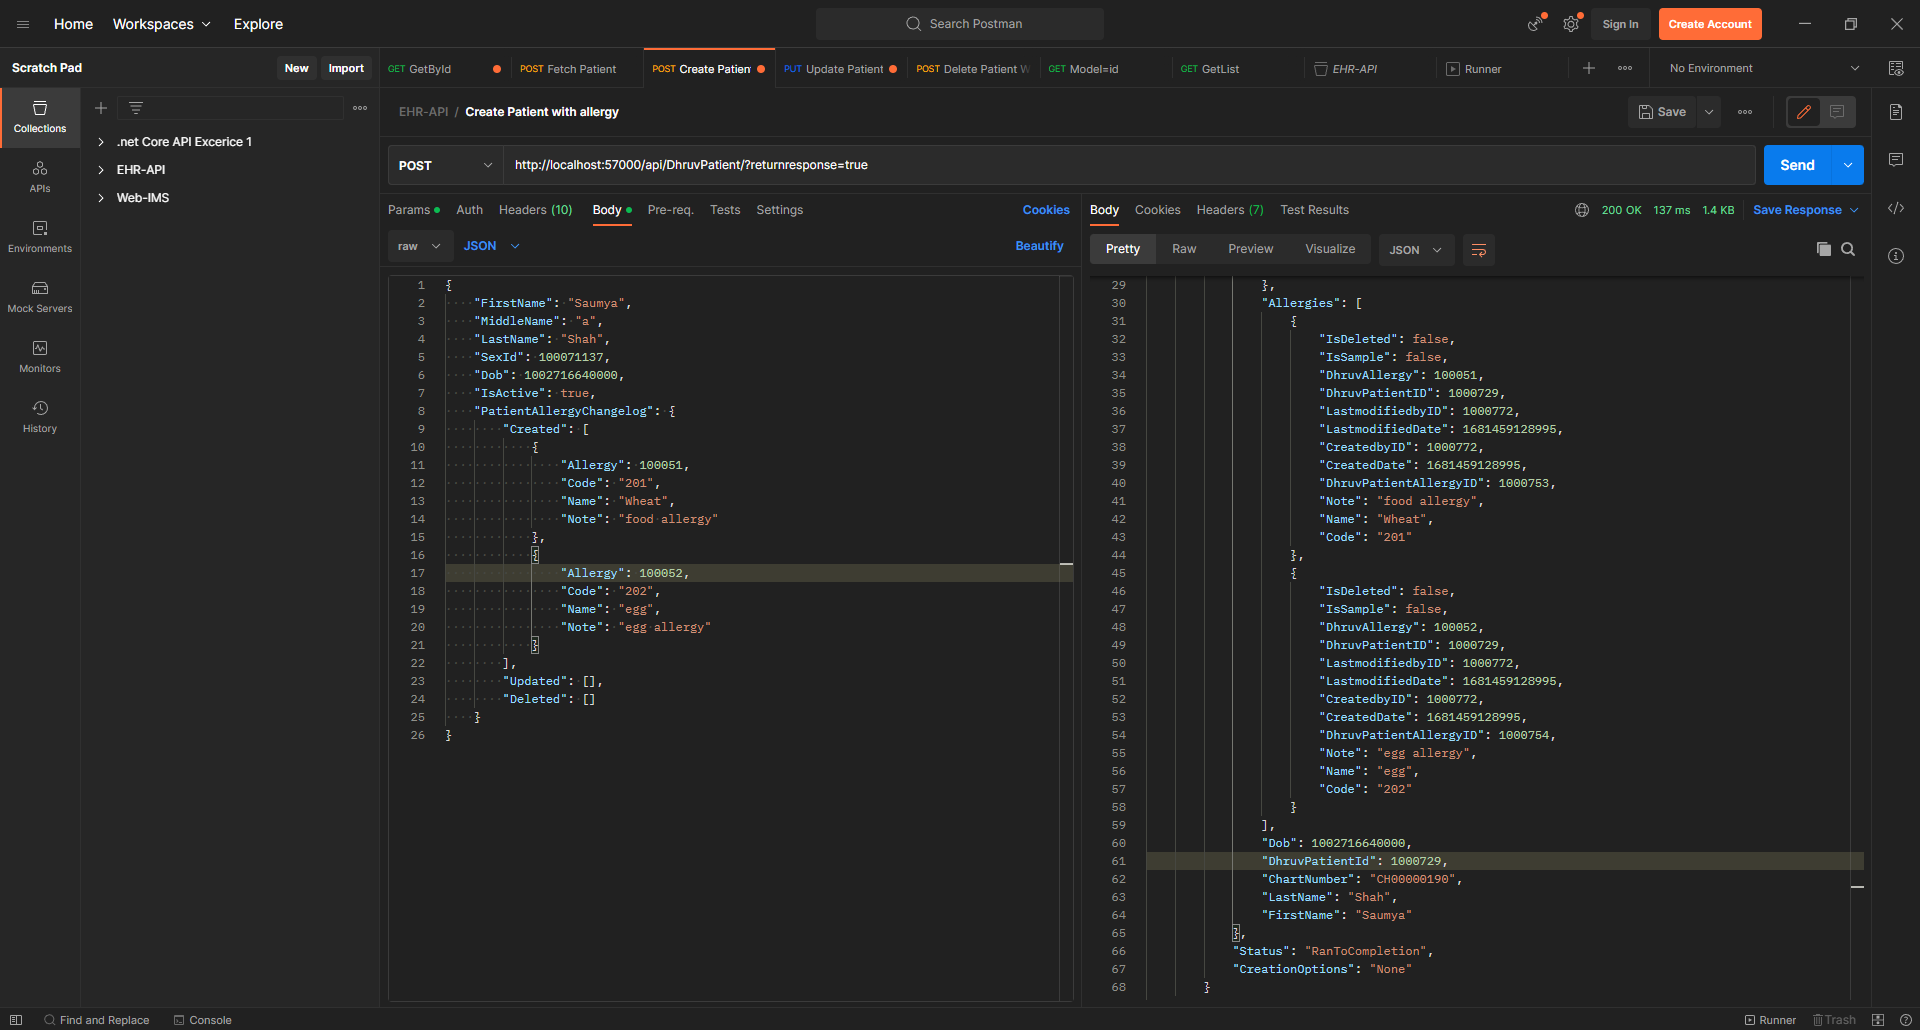 Home Workspaces Explore Search Postman Sign In Create Account
Scratch Pad New Import
GET GetById POST Fetch Patient POST Create Patien PUT Update Patient POST Delete Patient W GET Model=id GET GetList EHR-API Runner No Environment
Collections
APIs
Environments
Mock Servers
Monitors
History
.net Core API Excerice 1
EHR-API
Web-IMS
EHR-API / Create Patient with allergy Save
POST http://localhost:57000/api/DhruvPatient/?returnresponse=true Send
Params Auth Headers (10) Body Pre-req. Tests Settings Cookies
raw JSON Beautify
1 {
2 "FirstName": "Saumya",
3 "MiddleName": "a",
4 "LastName": "Shah",
5 "SexId": 100071137,
6 "Dob": 1002716640000,
7 "IsActive": true,
8 "PatientAllergyChangelog": {
9 "Created": [
10 {
11 "Allergy": 100051,
12 "Code": "201",
13 "Name": "Wheat",
14 "Note": "food allergy"
15 },
16 {
17 "Allergy": 100052,
18 "Code": "202",
19 "Name": "egg",
20 "Note": "egg allergy"
21 }
22 ],
23 "Updated": [],
24 "Deleted": []
25 }
26 }
Body Cookies Headers (7) Test Results 200 OK 137 ms 1.4 KB Save Response
Pretty Raw Preview Visualize JSON
29 },
30 "Allergies": [
31 {
32 "IsDeleted": false,
33 "IsSample": false,
34 "DhruvAllergy": 100051,
35 "DhruvPatientID": 1000729,
36 "LastmodifiedbyID": 1000772,
37 "LastmodifiedDate": 1681459128995,
38 "CreatedbyID": 1000772,
39 "CreatedDate": 1681459128995,
40 "DhruvPatientAllergyID": 1000753,
41 "Note": "food allergy",
42 "Name": "Wheat",
43 "Code": "201"
44 },
45 {
46 "IsDeleted": false,
47 "IsSample": false,
48 "DhruvAllergy": 100052,
49 "DhruvPatientID": 1000729,
50 "LastmodifiedbyID": 1000772,
51 "LastmodifiedDate": 1681459128995,
52 "CreatedbyID": 1000772,
53 "CreatedDate": 1681459128995,
54 "DhruvPatientAllergyID": 1000754,
55 "Note": "egg allergy",
56 "Name": "egg",
57 "Code": "202"
58 }
59 ],
60 "Dob": 1002716640000,
61 "DhruvPatientId": 1000729,
62 "ChartNumber": "CH00000190",
63 "LastName": "Shah",
64 "FirstName": "Saumya"
65 },
66 "Status": "RanToCompletion",
67 "CreationOptions": "None"
68 }
Find and Replace Console Runner Trash